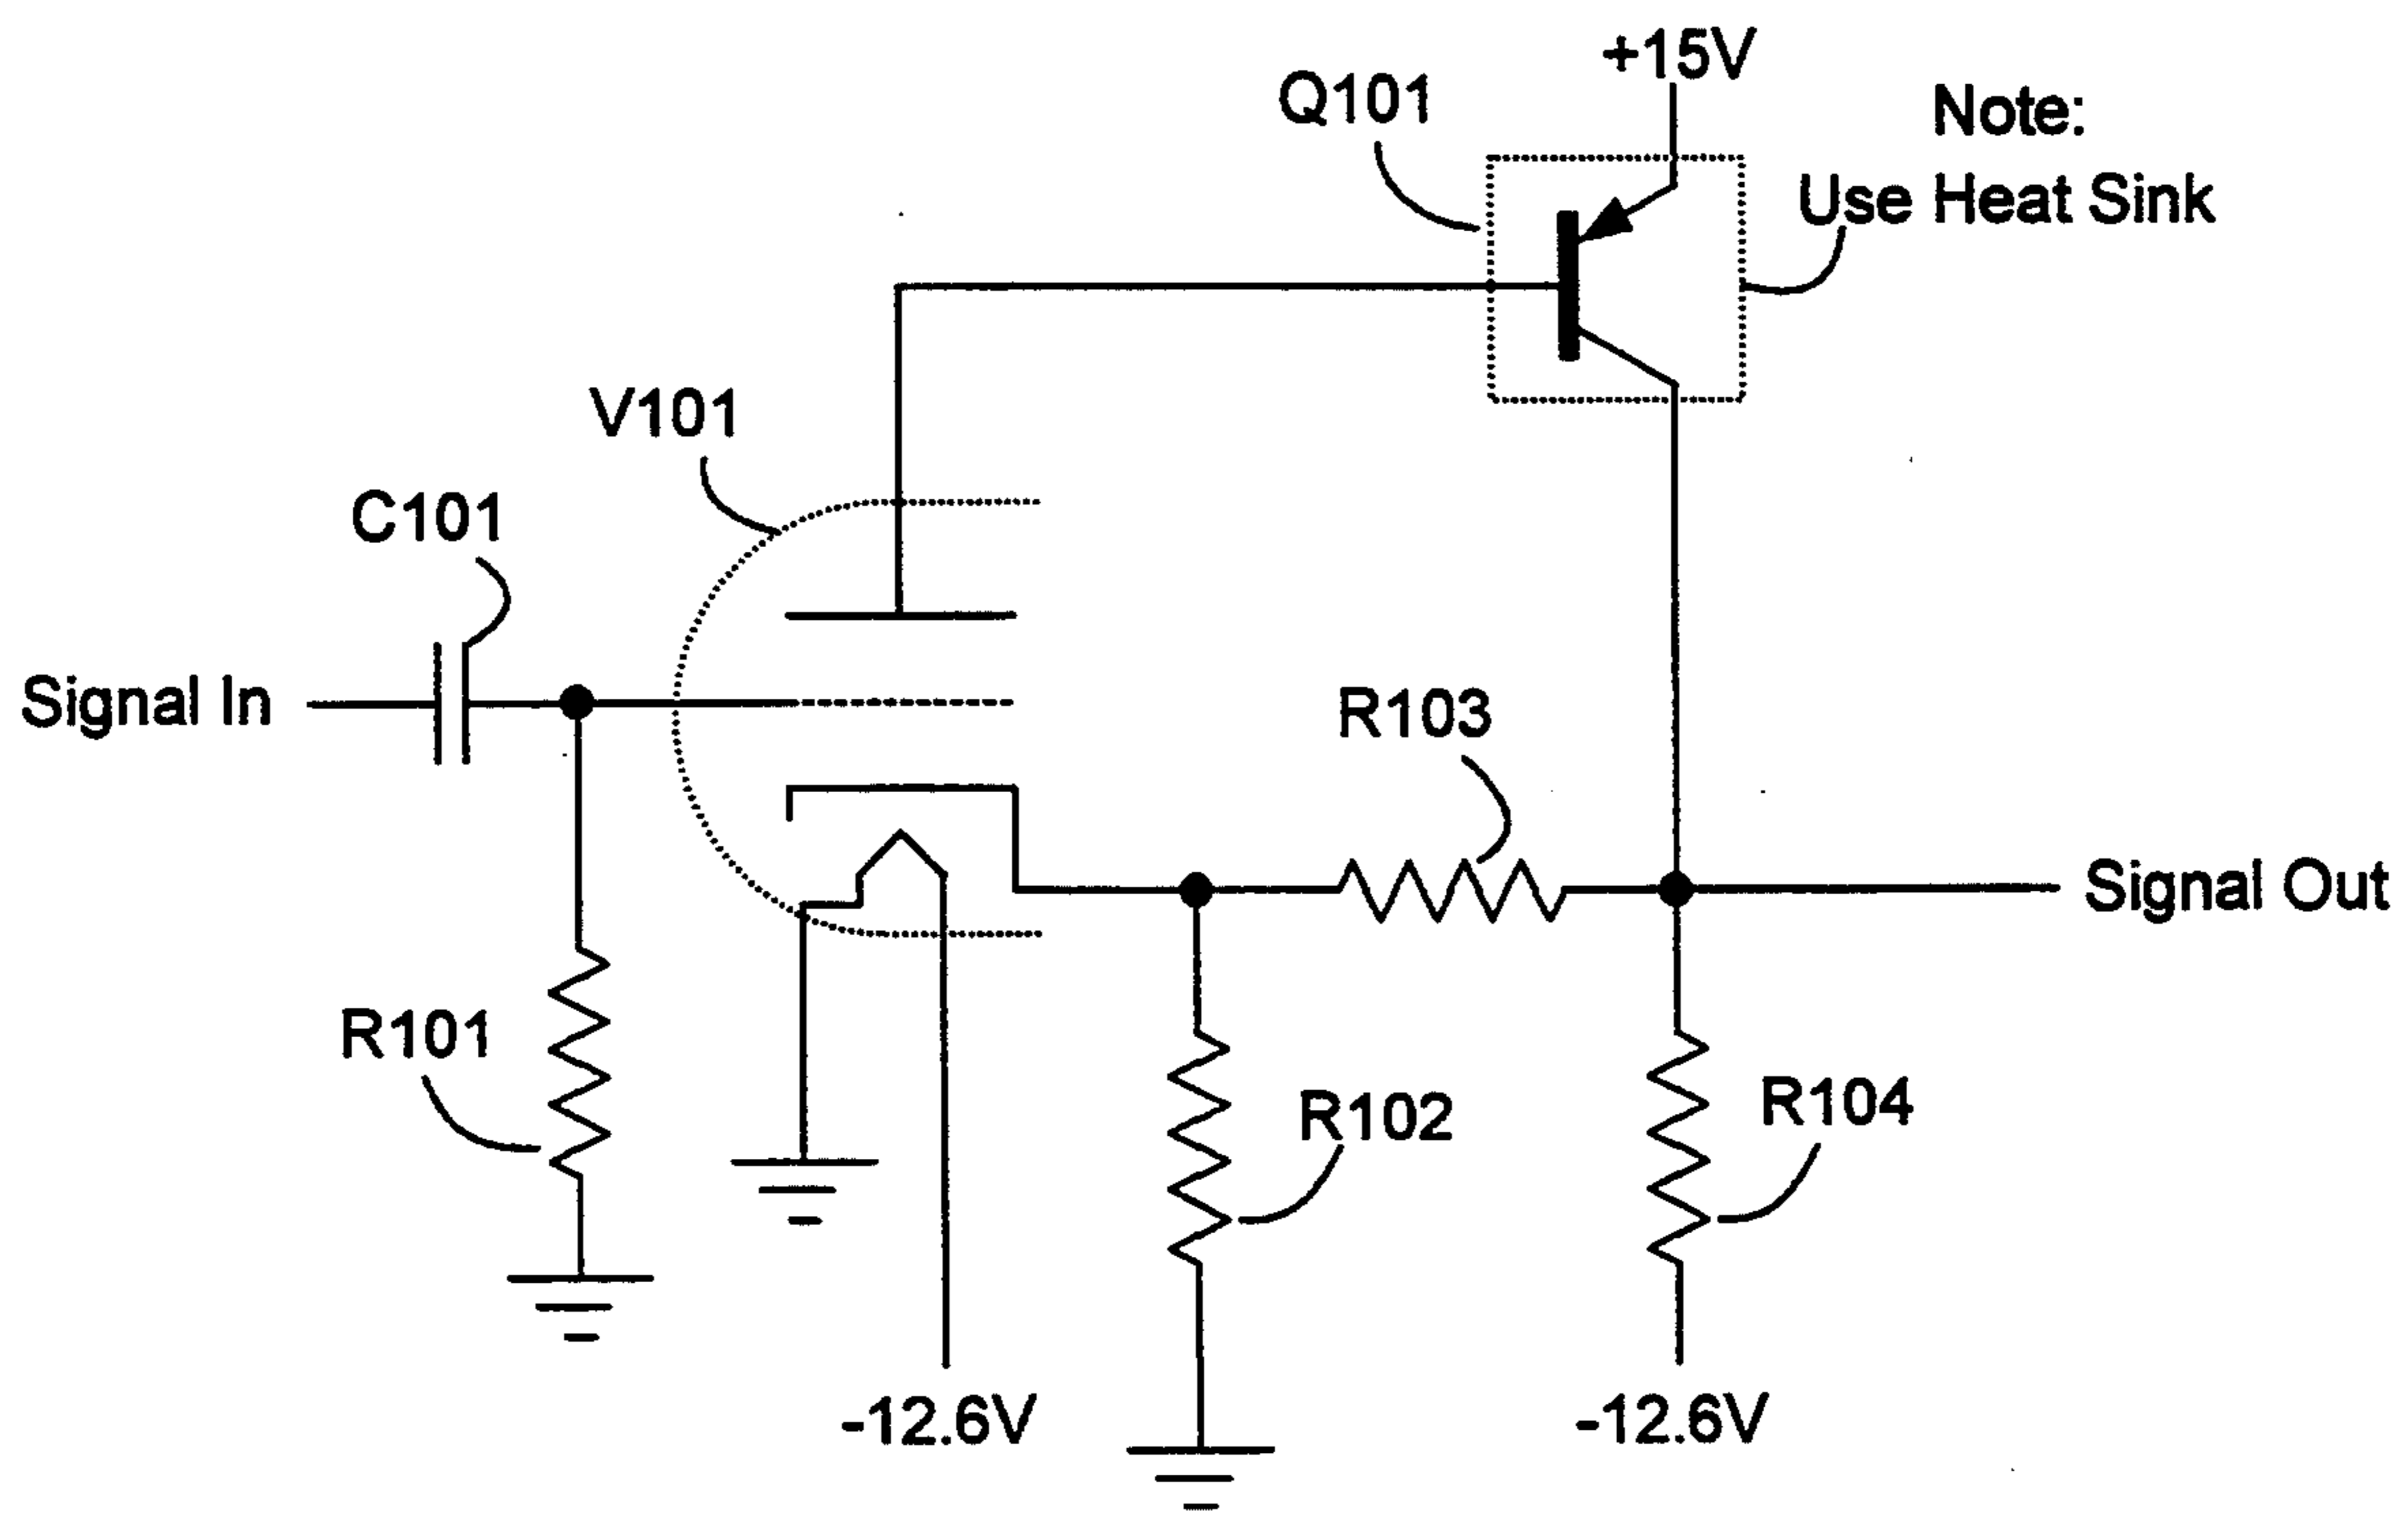 +15V
Q101
Note:
Use Heat Sink
V101
C101
Signal In
R103
Signal Out
R101
R102
R104
-12.6V
-12.6V